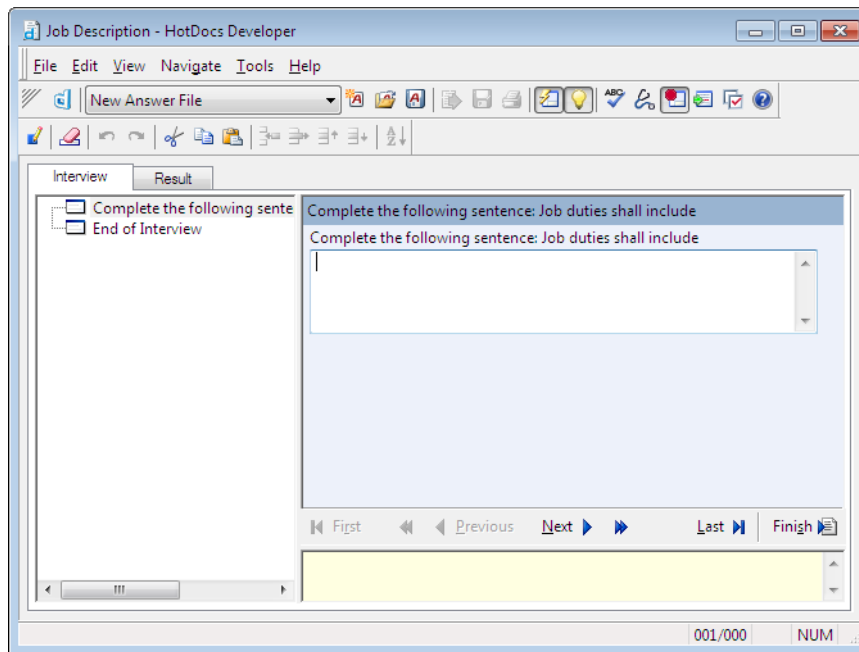 Job Description - HotDocs Developer
File Edit View Navigate Tools Help
New Answer File
ABC
Interview Result
Complete the following sente
End of Interview
Complete the following sentence: Job duties shall include
Complete the following sentence: Job duties shall include
First Previous Next Last Finish
001/000 NUM